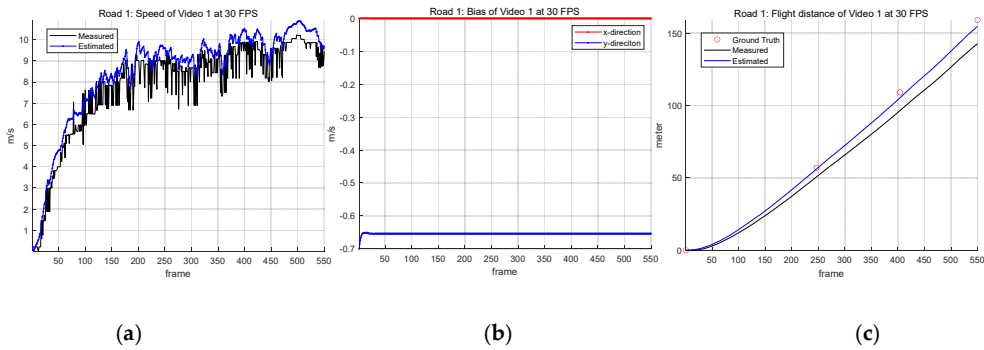 Road 1: Speed of Video 1 at 30 FPS
Measured
Estimated
10
9
8
7
6
5
4
3
2
1
m/s
50 100 150 200 250 300 350 400 450 500 550
frame
(a)
Road 1: Bias of Video 1 at 30 FPS
x-direction
y-direciton
0
-0.1
-0.2
-0.3
-0.4
-0.5
-0.6
-0.7
m/s
50 100 150 200 250 300 350 400 450 500 550
frame
(b)
Road 1: Flight distance of Video 1 at 30 FPS
Ground Truth
Measured
Estimated
150
100
50
0
meter
50 100 150 200 250 300 350 400 450 500 550
frame
(c)